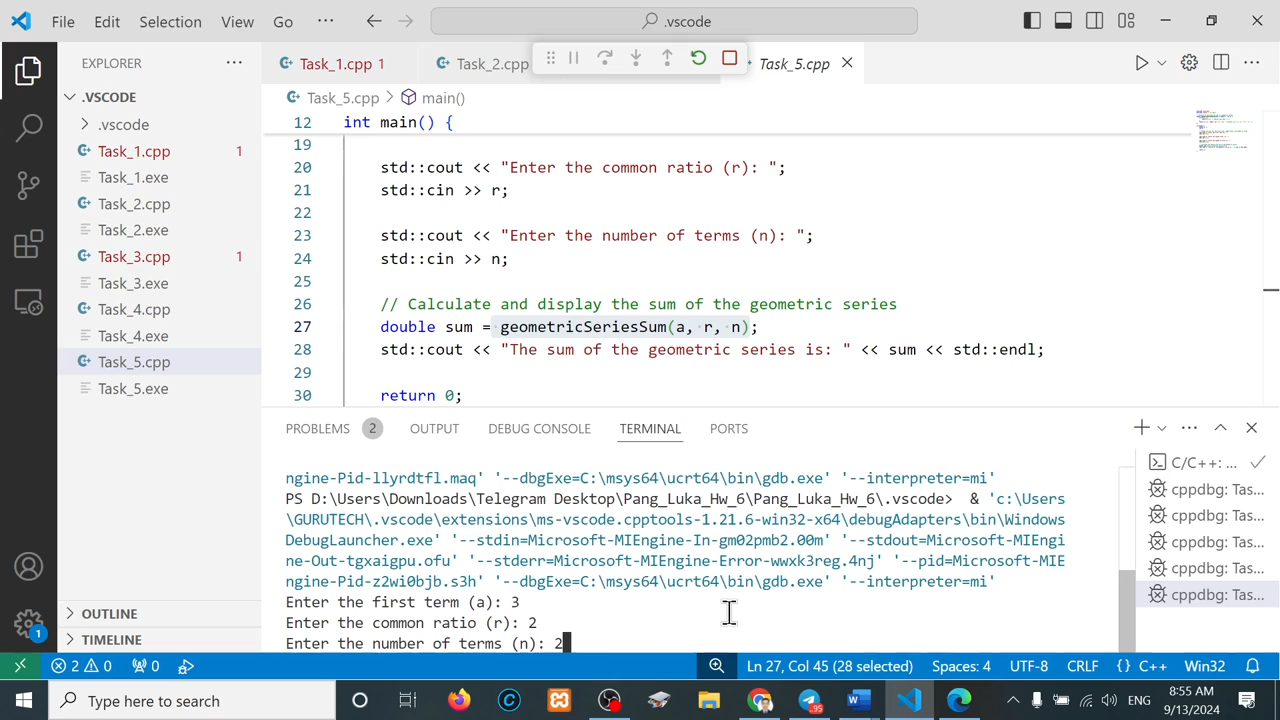 File Edit Selection View Go ··· .vscode
EXPLORER ···
Task_1.cpp 1 Task_2.cpp Task_5.cpp
.VSCODE
Task_5.cpp > main()
.vscode
Task_1.cpp 1
Task_1.exe
Task_2.cpp
Task_2.exe
Task_3.cpp 1
Task_3.exe
Task_4.cpp
Task_4.exe
Task_5.cpp
Task_5.exe
OUTLINE
TIMELINE
12 int main() {
19
20 std::cout << "Enter the common ratio (r): ";
21 std::cin >> r;
22
23 std::cout << "Enter the number of terms (n): ";
24 std::cin >> n;
25
26 // Calculate and display the sum of the geometric series
27 double sum = geometricSeriesSum(a, r, n);
28 std::cout << "The sum of the geometric series is: " << sum << std::endl;
29
30 return 0;
PROBLEMS 2 OUTPUT DEBUG CONSOLE TERMINAL PORTS
ngine-Pid-llyrdtfl.maq' '--dbgExe=C:\msys64\ucrt64\bin\gdb.exe' '--interpreter=mi'
PS D:\Users\Downloads\Telegram Desktop\Pang_Luka_Hw_6\Pang_Luka_Hw_6\.vscode> & 'c:\Users
\GURUTECH\.vscode\extensions\ms-vscode.cpptools-1.21.6-win32-x64\debugAdapters\bin\Windows
DebugLauncher.exe' '--stdin=Microsoft-MIEngine-In-gm02pmb2.00m' '--stdout=Microsoft-MIEngi
ne-Out-tgxaigpu.ofu' '--stderr=Microsoft-MIEngine-Error-wwxk3reg.4nj' '--pid=Microsoft-MIE
ngine-Pid-z2wi0bjb.s3h' '--dbgExe=C:\msys64\ucrt64\bin\gdb.exe' '--interpreter=mi'
Enter the first term (a): 3
Enter the common ratio (r): 2
Enter the number of terms (n): 2
C/C++: ...
cppdbg: Tas...
cppdbg: Tas...
cppdbg: Tas...
cppdbg: Tas...
cppdbg: Tas...
1
2 0 0 Ln 27, Col 45 (28 selected) Spaces: 4 UTF-8 CRLF {} C++ Win32
Type here to search
.95
ENG
8:55 AM
9/13/2024